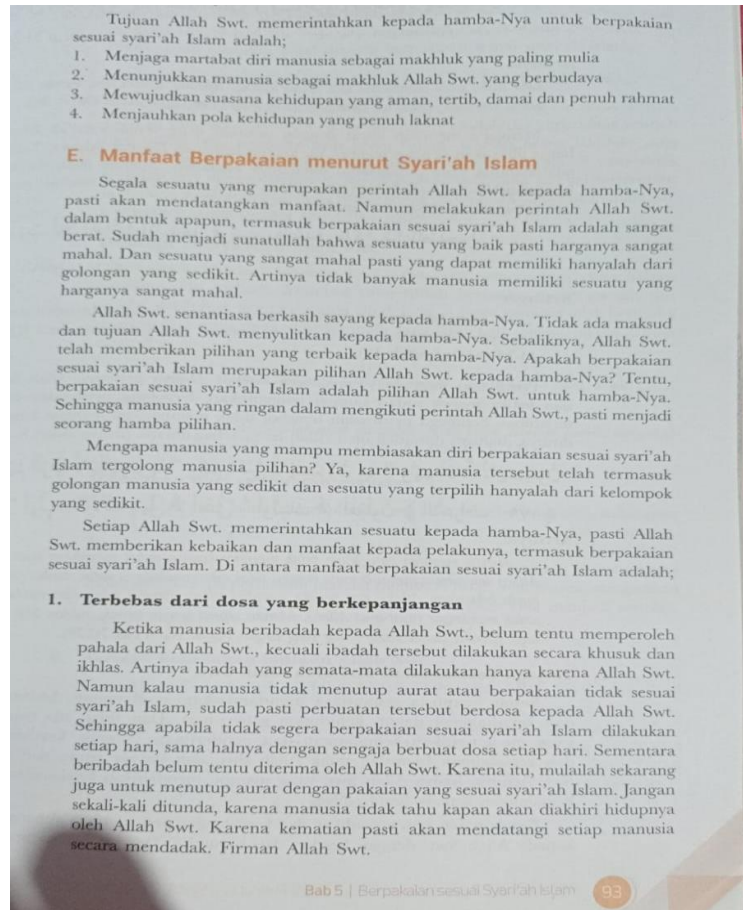 Tujuan Allah Swt. memerintahkan kepada hamba-Nya untuk berpakaian
sesuai syari'ah Islam adalah;
1. Menjaga martabat diri manusia sebagai makhluk yang paling mulia
2. Menunjukkan manusia sebagai makhluk Allah Swt. yang berbudaya
3. Mewujudkan suasana kehidupan yang aman, tertib, damai dan penuh rahmat
4. Menjauhkan pola kehidupan yang penuh laknat
E. Manfaat Berpakaian menurut Syari'ah Islam
Segala sesuatu yang merupakan perintah Allah Swt. kepada hamba-Nya,
pasti akan mendatangkan manfaat. Namun melakukan perintah Allah Swt.
dalam bentuk apapun, termasuk berpakaian sesuai syari'ah Islam adalah sangat
berat. Sudah menjadi sunatullah bahwa sesuatu yang baik pasti harganya sangat
mahal. Dan sesuatu yang sangat mahal pasti yang dapat memiliki hanyalah dari
golongan yang sedikit. Artinya tidak banyak manusia memiliki sesuatu yang
harganya sangat mahal.
Allah Swt. senantiasa berkasih sayang kepada hamba-Nya. Tidak ada maksud
dan tujuan Allah Swt. menyulitkan kepada hamba-Nya. Sebaliknya, Allah Swt.
telah memberikan pilihan yang terbaik kepada hamba-Nya. Apakah berpakaian
sesuai syari'ah Islam merupakan pilihan Allah Swt. kepada hamba-Nya? Tentu,
berpakaian sesuai syari'ah Islam adalah pilihan Allah Swt. untuk hamba-Nya.
Sehingga manusia yang ringan dalam mengikuti perintah Allah Swt., pasti menjadi
seorang hamba pilihan.
Mengapa manusia yang mampu membiasakan diri berpakaian sesuai syari'ah
Islam tergolong manusia pilihan? Ya, karena manusia tersebut telah termasuk
golongan manusia yang sedikit dan sesuatu yang terpilih hanyalah dari kelompok
yang sedikit.
Setiap Allah Swt. memerintahkan sesuatu kepada hamba-Nya, pasti Allah
Swt. memberikan kebaikan dan manfaat kepada pelakunya, termasuk berpakaian
sesuai syari'ah Islam. Di antara manfaat berpakaian sesuai syari'ah Islam adalah;
1. Terbebas dari dosa yang berkepanjangan
Ketika manusia beribadah kepada Allah Swt., belum tentu memperoleh
pahala dari Allah Swt., kecuali ibadah tersebut dilakukan secara khusuk dan
ikhlas. Artinya ibadah yang semata-mata dilakukan hanya karena Allah Swt.
Namun kalau manusia tidak menutup aurat atau berpakaian tidak sesuai
syari'ah Islam, sudah pasti perbuatan tersebut berdosa kepada Allah Swt.
Sehingga apabila tidak segera berpakaian sesuai syari'ah Islam dilakukan
setiap hari, sama halnya dengan sengaja berbuat dosa setiap hari. Sementara
beribadah belum tentu diterima oleh Allah Swt. Karena itu, mulailah sekarang
juga untuk menutup aurat dengan pakaian yang sesuai syari'ah Islam. Jangan
sekali-kali ditunda, karena manusia tidak tahu kapan akan diakhiri hidupnya
oleh Allah Swt. Karena kematian pasti akan mendatangi setiap manusia
secara mendadak. Firman Allah Swt.
Bab 5 | Berpakaian sesuai Syari'ah Islam 93